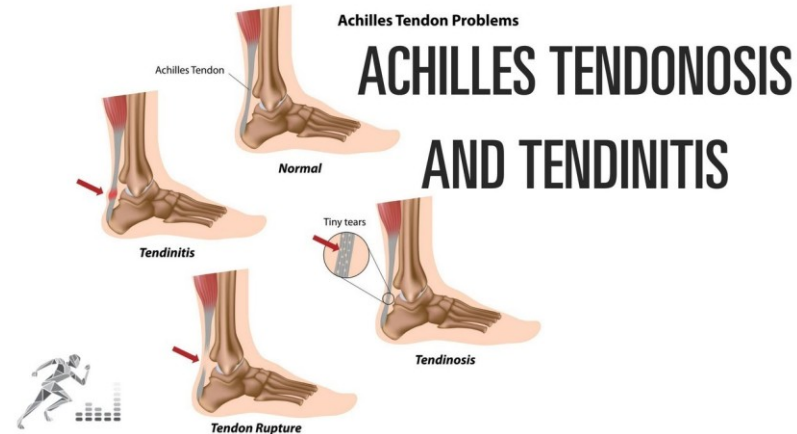 Achilles Tendon Problems
ACHILLES TENDONOSIS
AND TENDINITIS
Achilles Tendon
Normal
Tendinitis
Tiny tears
Tendinosis
Tendon Rupture